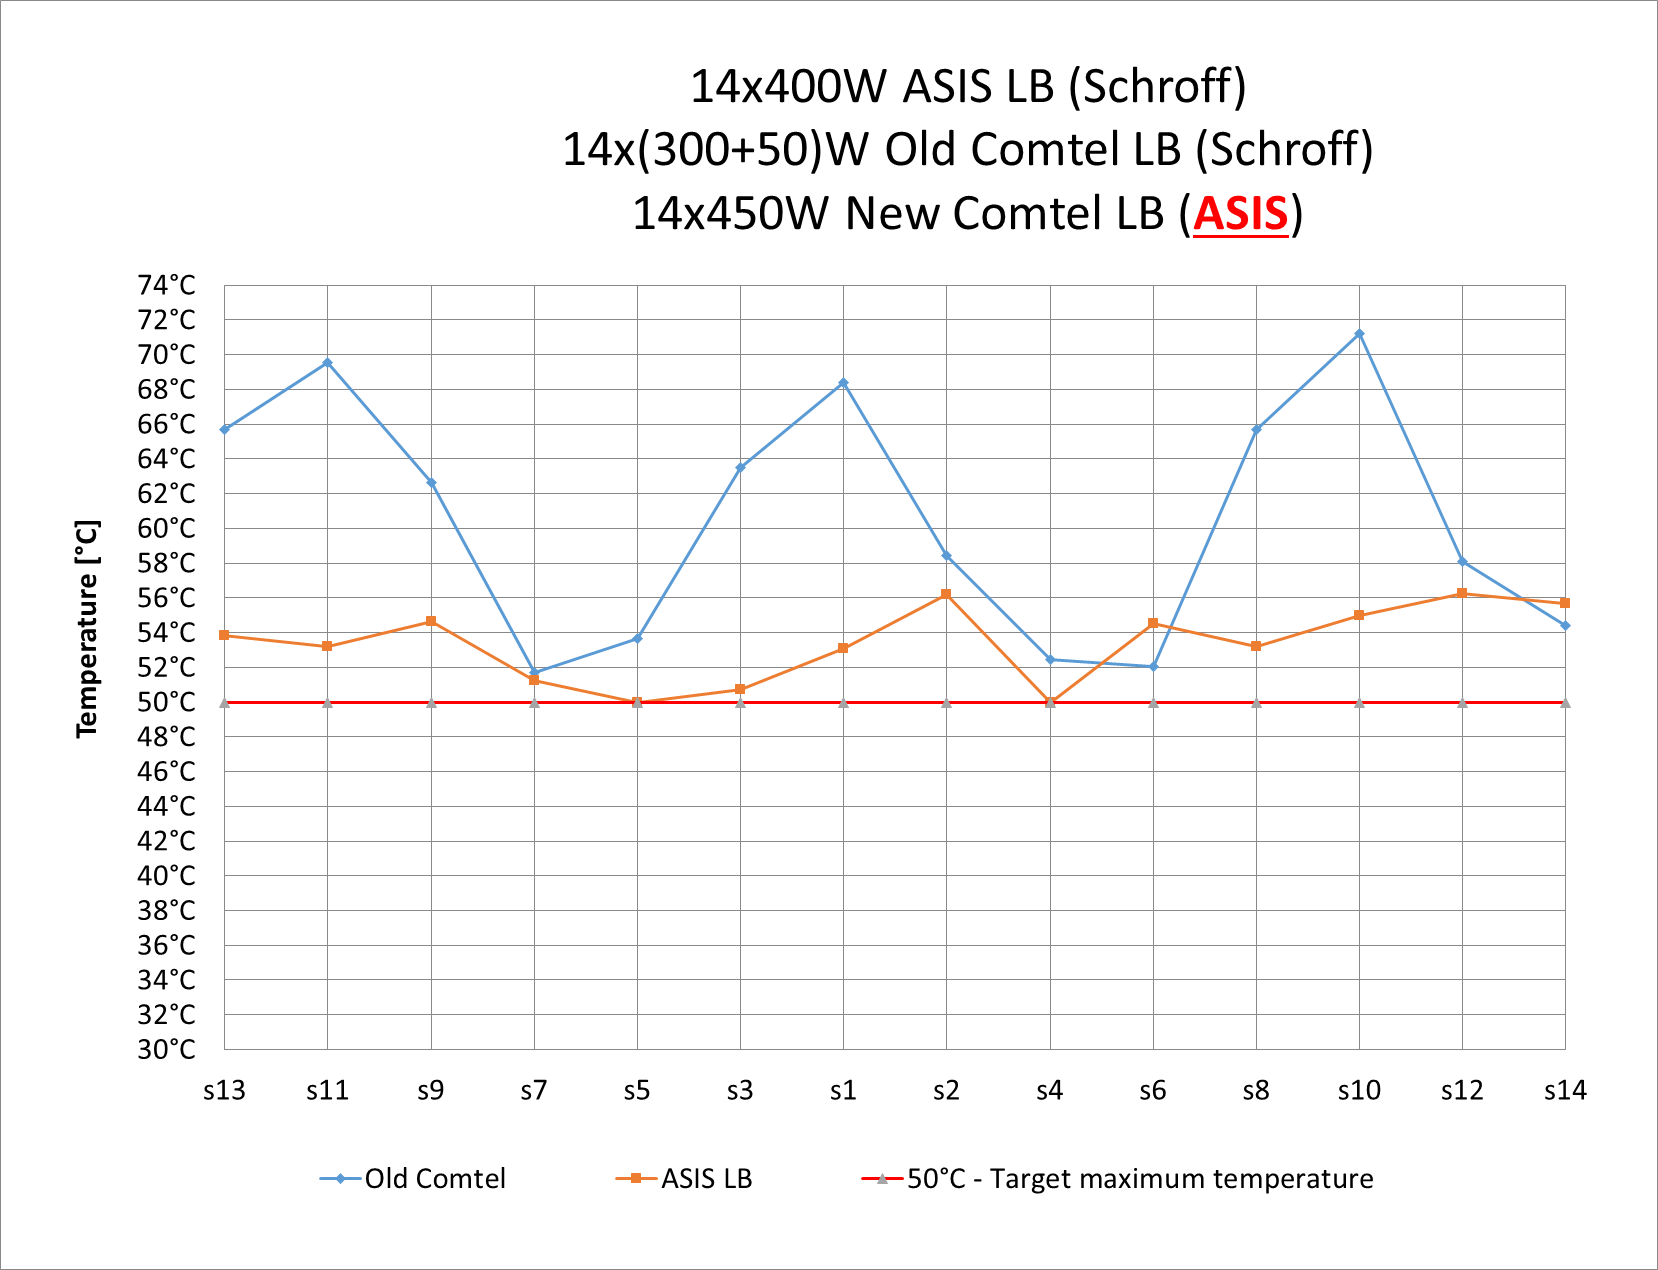 14x400W ASIS LB (Schroff)
14x(300+50)W Old Comtel LB (Schroff)
14x450W New Comtel LB (ASIS)
74°C
72°C
70°C
68°C
66°C
64°C
62°C
60°C
58°C
56°C
54°C
52°C
50°C
48°C
46°C
44°C
42°C
40°C
38°C
36°C
34°C
32°C
30°C
Temperature [°C]
s13 s11 s9 s7 s5 s3 s1 s2 s4 s6 s8 s10 s12 s14
Old Comtel ASIS LB 50°C - Target maximum temperature